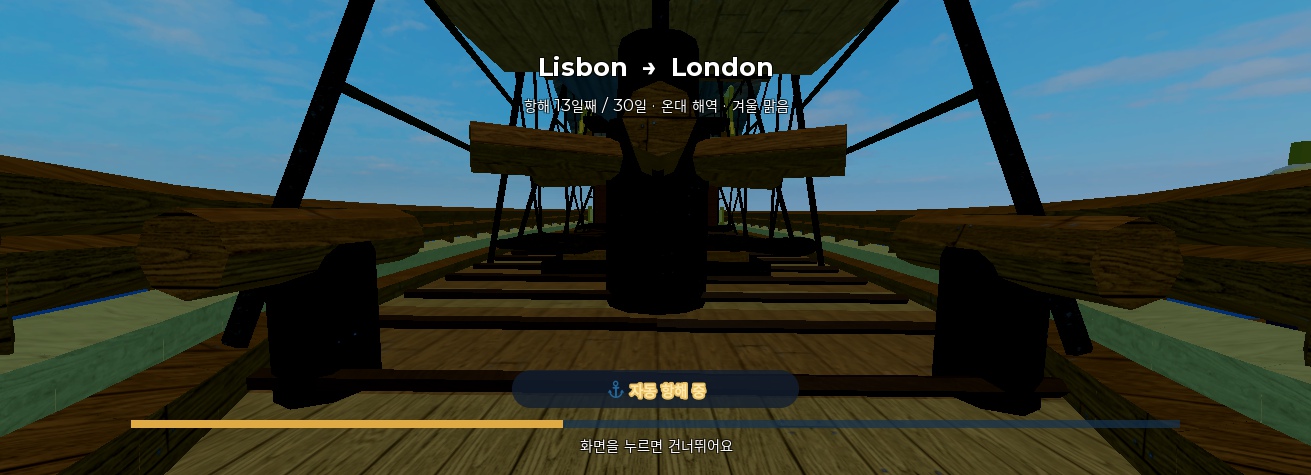 Lisbon → London
항해 13일째 / 30일 · 온대 해역 · 겨울 맑음
⚓ 자동 항해 중
화면을 누르면 건너뛰어요